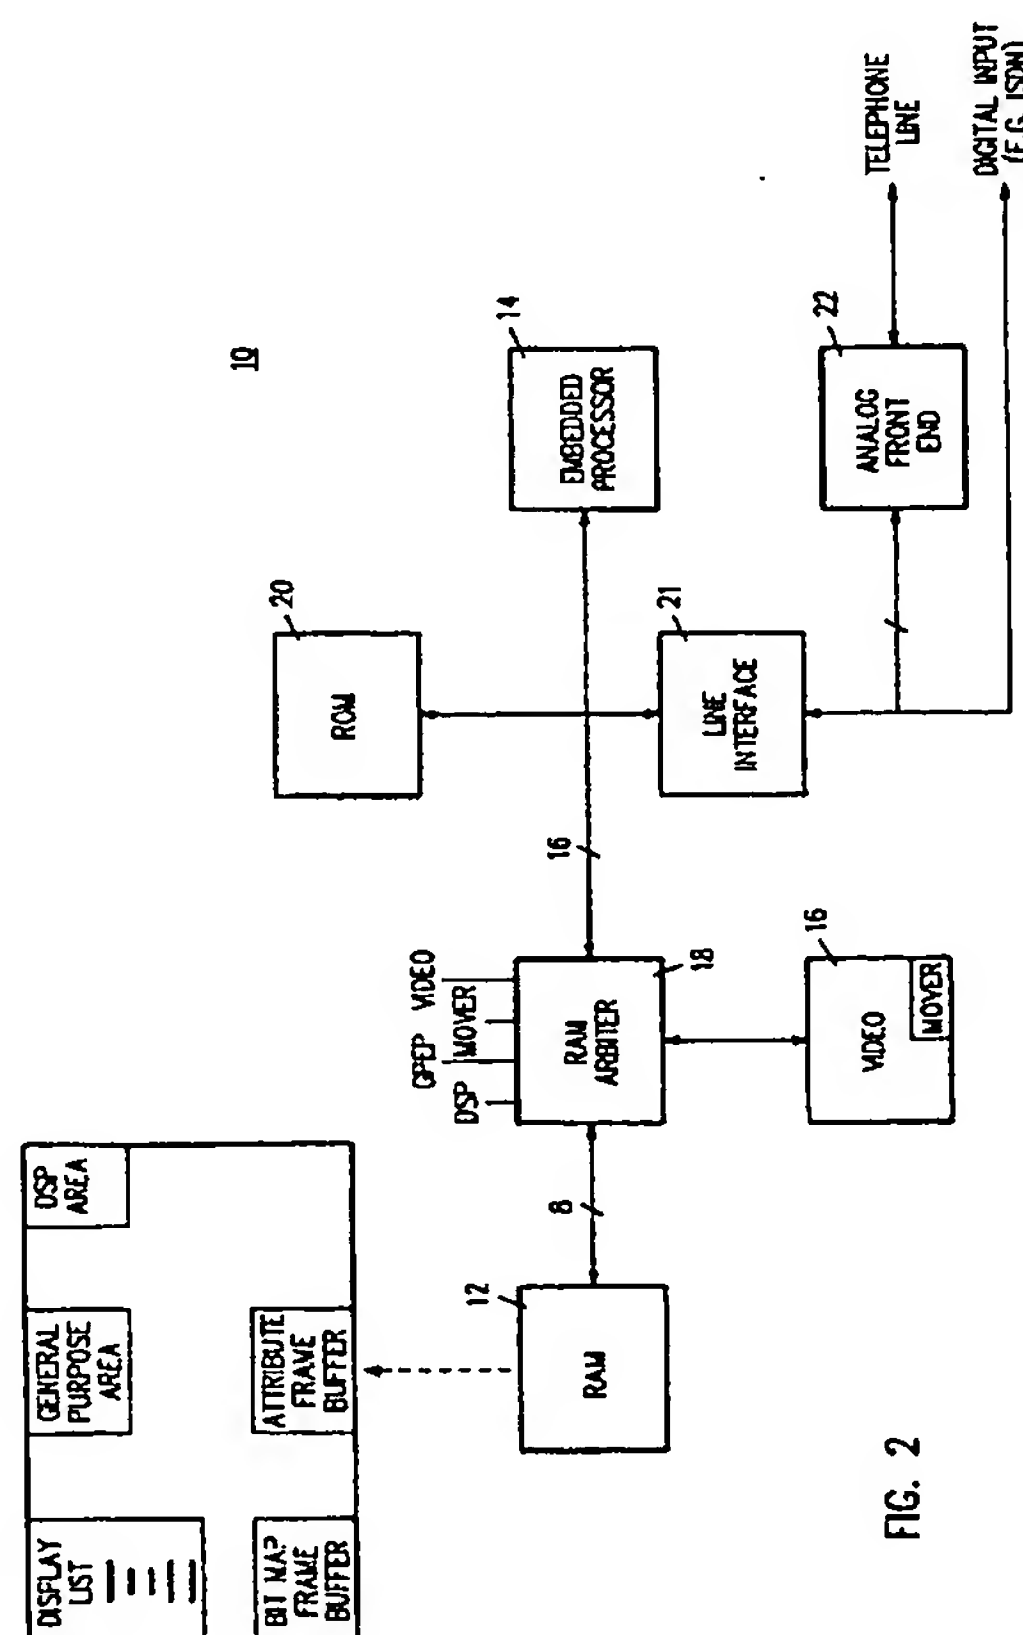 10
DISPLAY
LIST
GENERAL
PURPOSE
AREA
DSP
AREA
BIT MAP
FRAME
BUFFER
ATTRIBUTE
FRAME
BUFFER
12
RAM
8
DSP
GPEP
MOVER
VIDEO
RAM
ARBITER
18
16
VIDEO
MOVER
16
20
ROM
21
LINE
INTERFACE
14
EMBEDDED
PROCESSOR
22
ANALOG
FRONT
END
TELEPHONE
LINE
DIGITAL INPUT
(E.G. ISDN)
FIG. 2